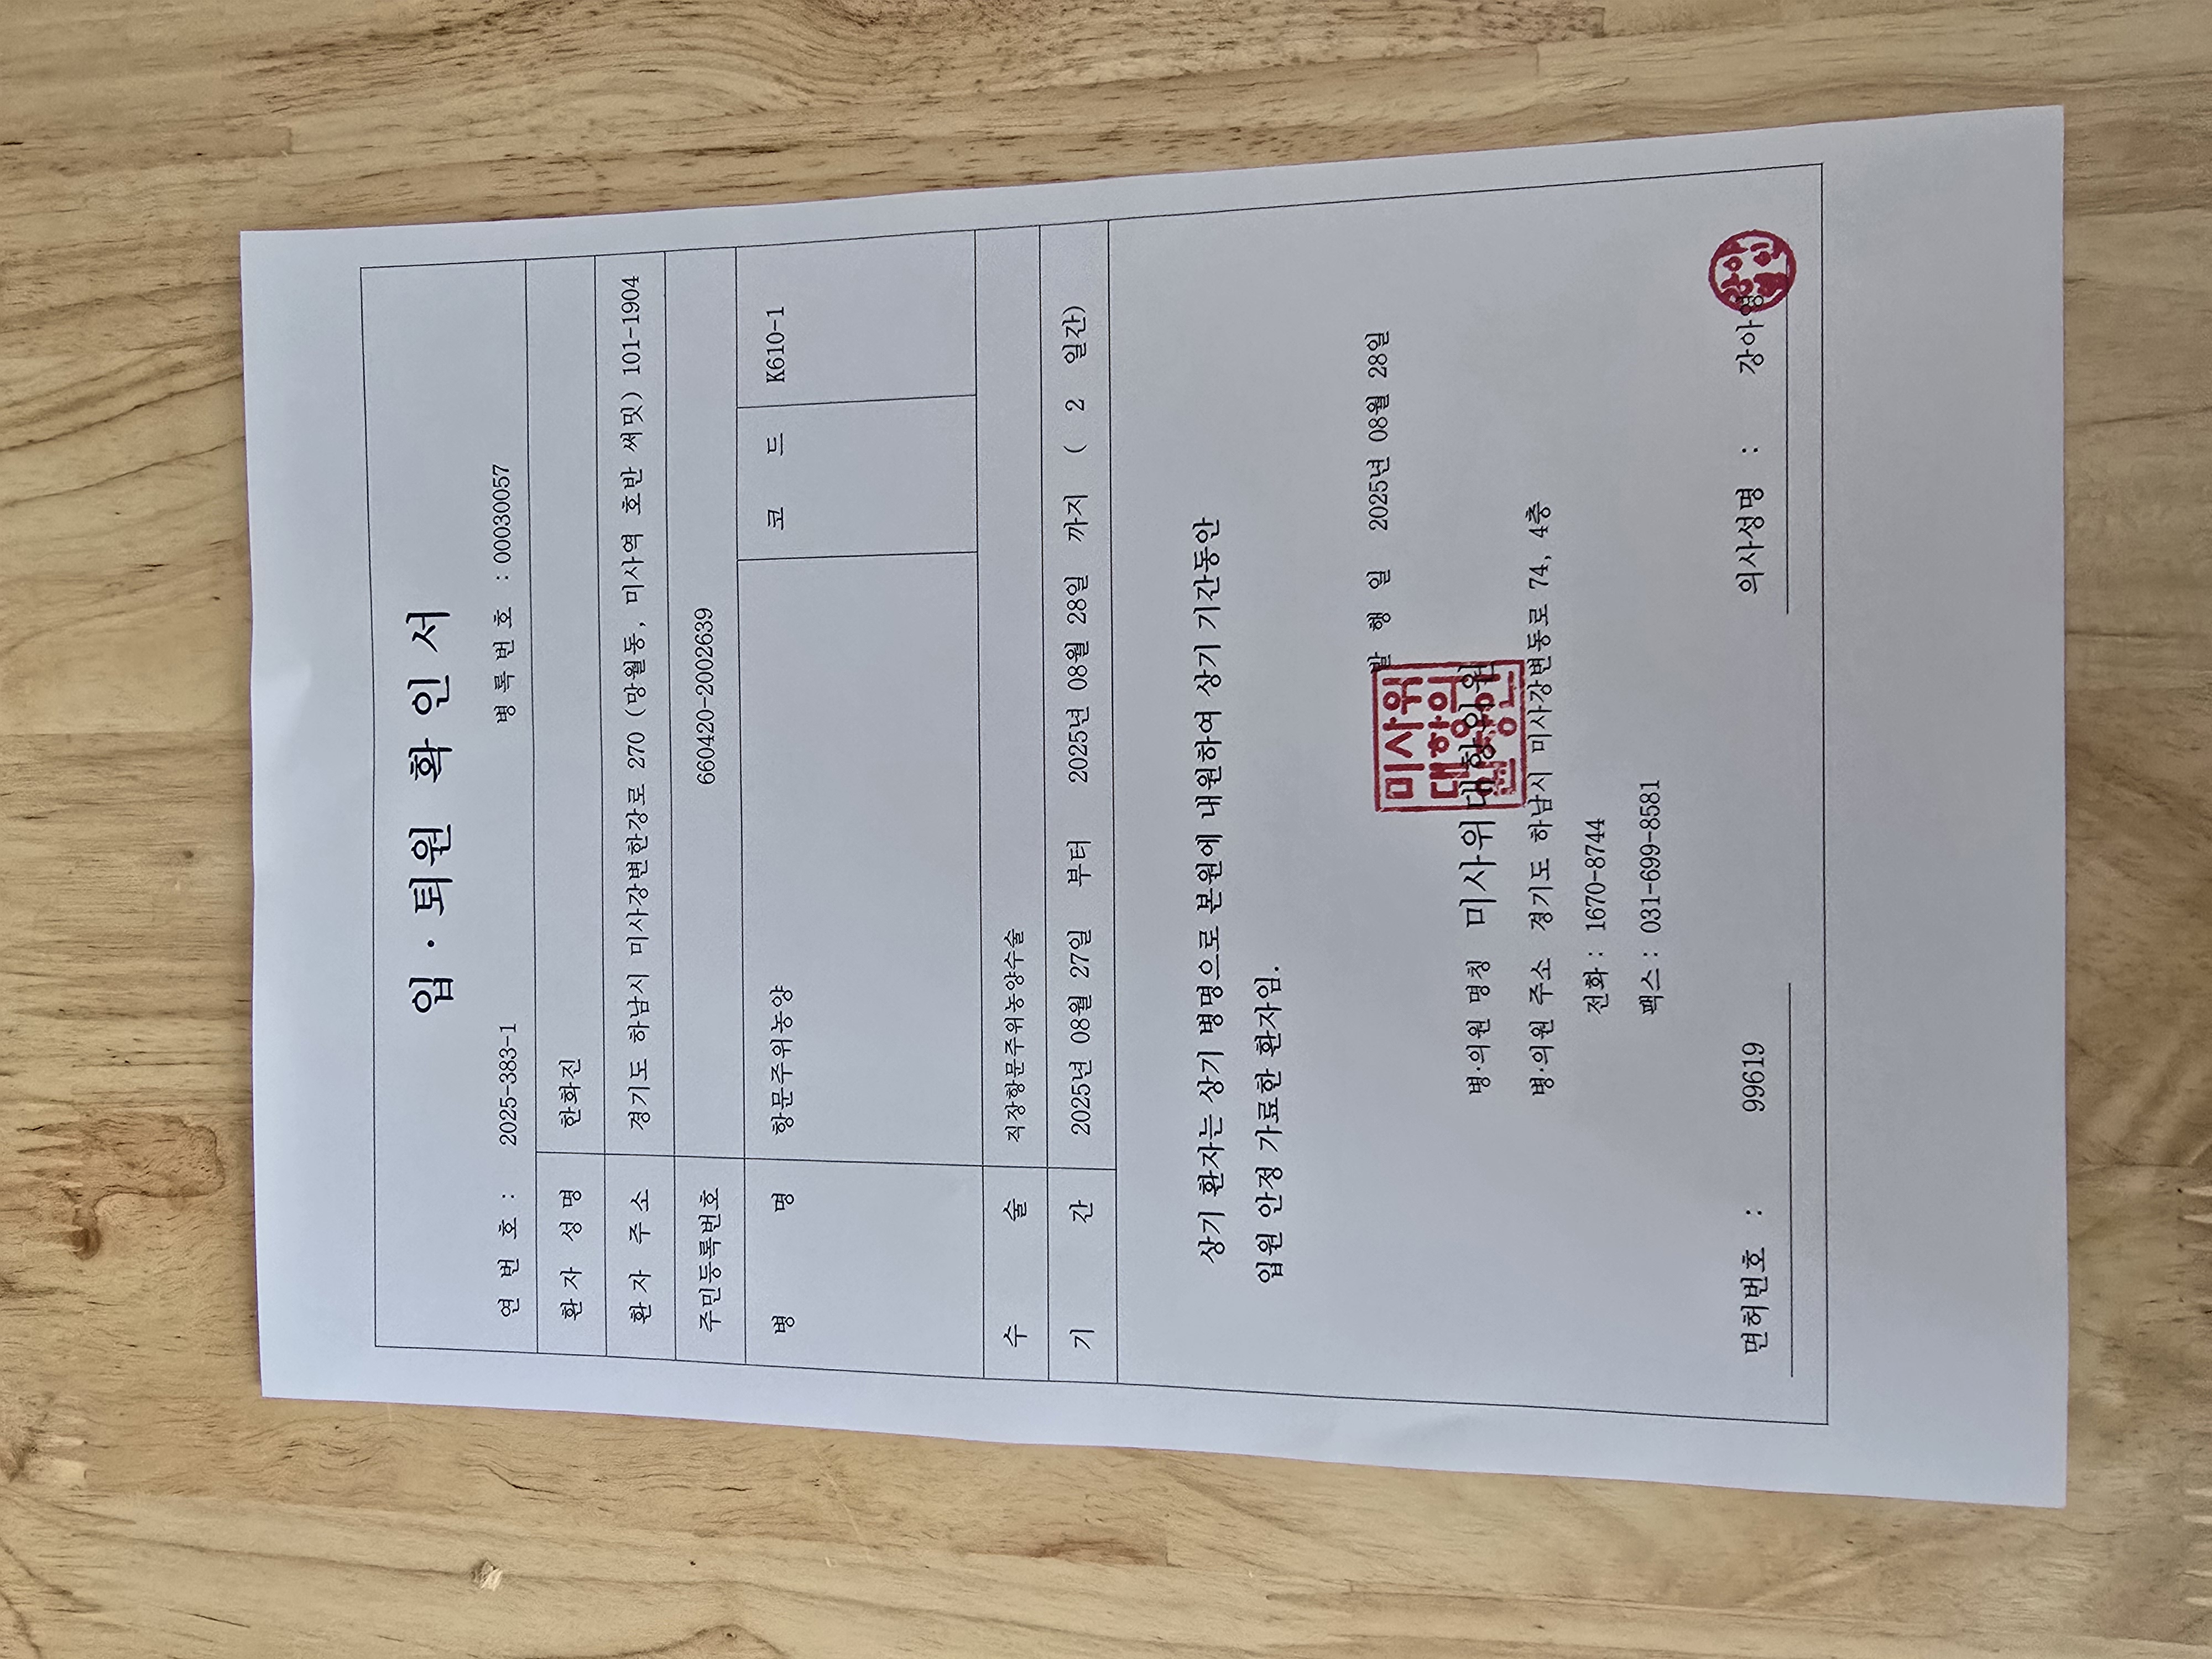 입 · 퇴원 확 인 서
연 번 호 : 2025-383-1 병 록 번 호 : 00030057
환 자 성 명 한화진
환 자 주 소 경기도 하남시 미사강변한강로 270 (망월동, 미사역 호반 써밋) 101-1904
주민등록번호 660420-2002639
병 명 항문주위농양 코 드 K610-1
수 술 직장항문주위농양수술
기 간 2025년 08월 27일 부터 2025년 08월 28일 까지 ( 2 일간)
상기 환자는 상기 병명으로 본원에 내원하여 상기 기간동안
입원 안정 가료한 환자임.
발 행 일 2025년 08월 28일
병·의원 명칭 미사위대항의원
미사위
대항의
원
병·의원 주소 경기도 하남시 미사강변동로 74, 4층
전화 : 1670-8744
팩스 : 031-699-8581
면허번호 : 99619 의사성명 : 강아